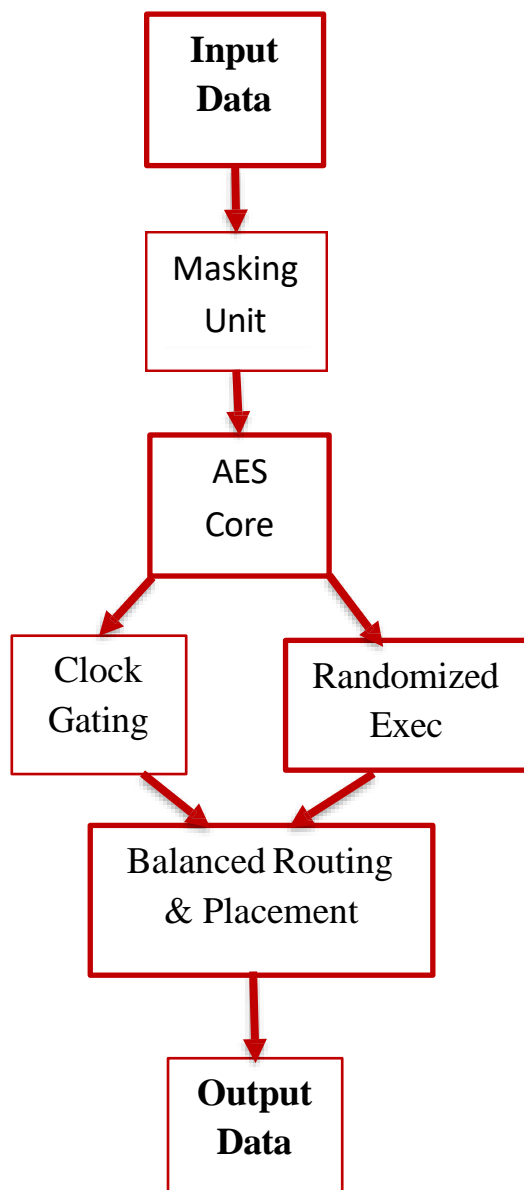 Input
Data
Masking
Unit
AES
Core
Clock
Gating
Randomized
Exec
Balanced Routing
& Placement
Output
Data